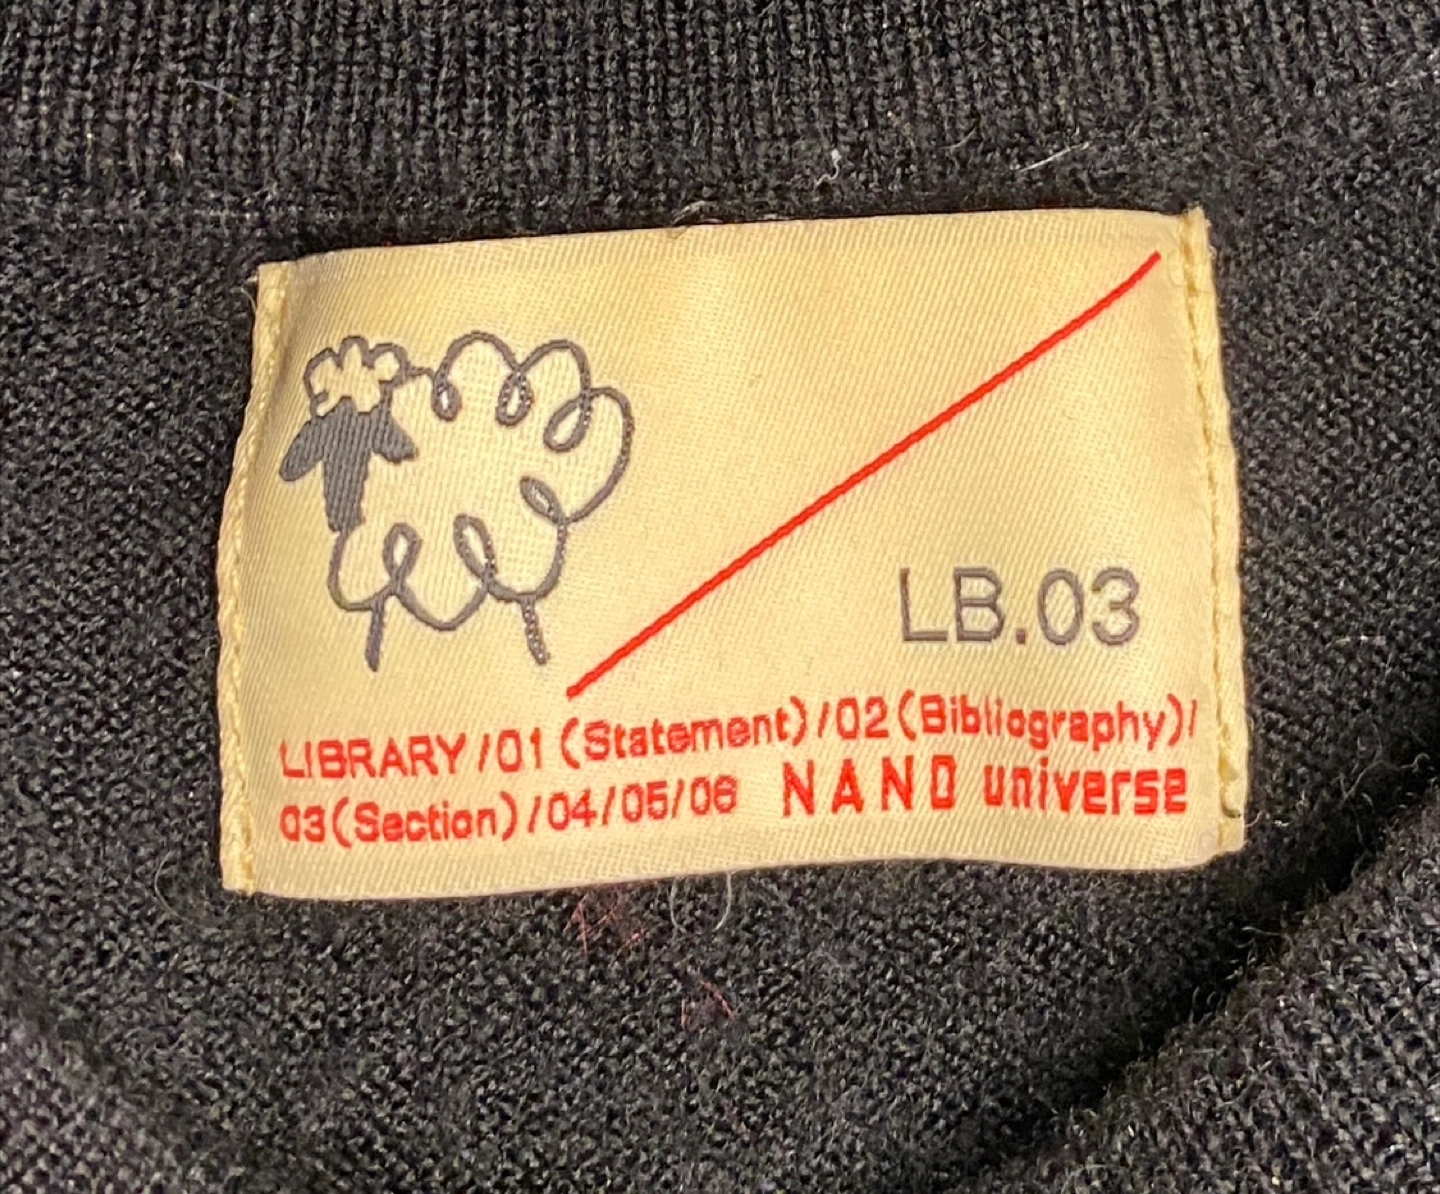 LB.03
LIBRARY/01 (Statement)/02(Bibliography)/
03(Section)/04/05/06 NANO universe